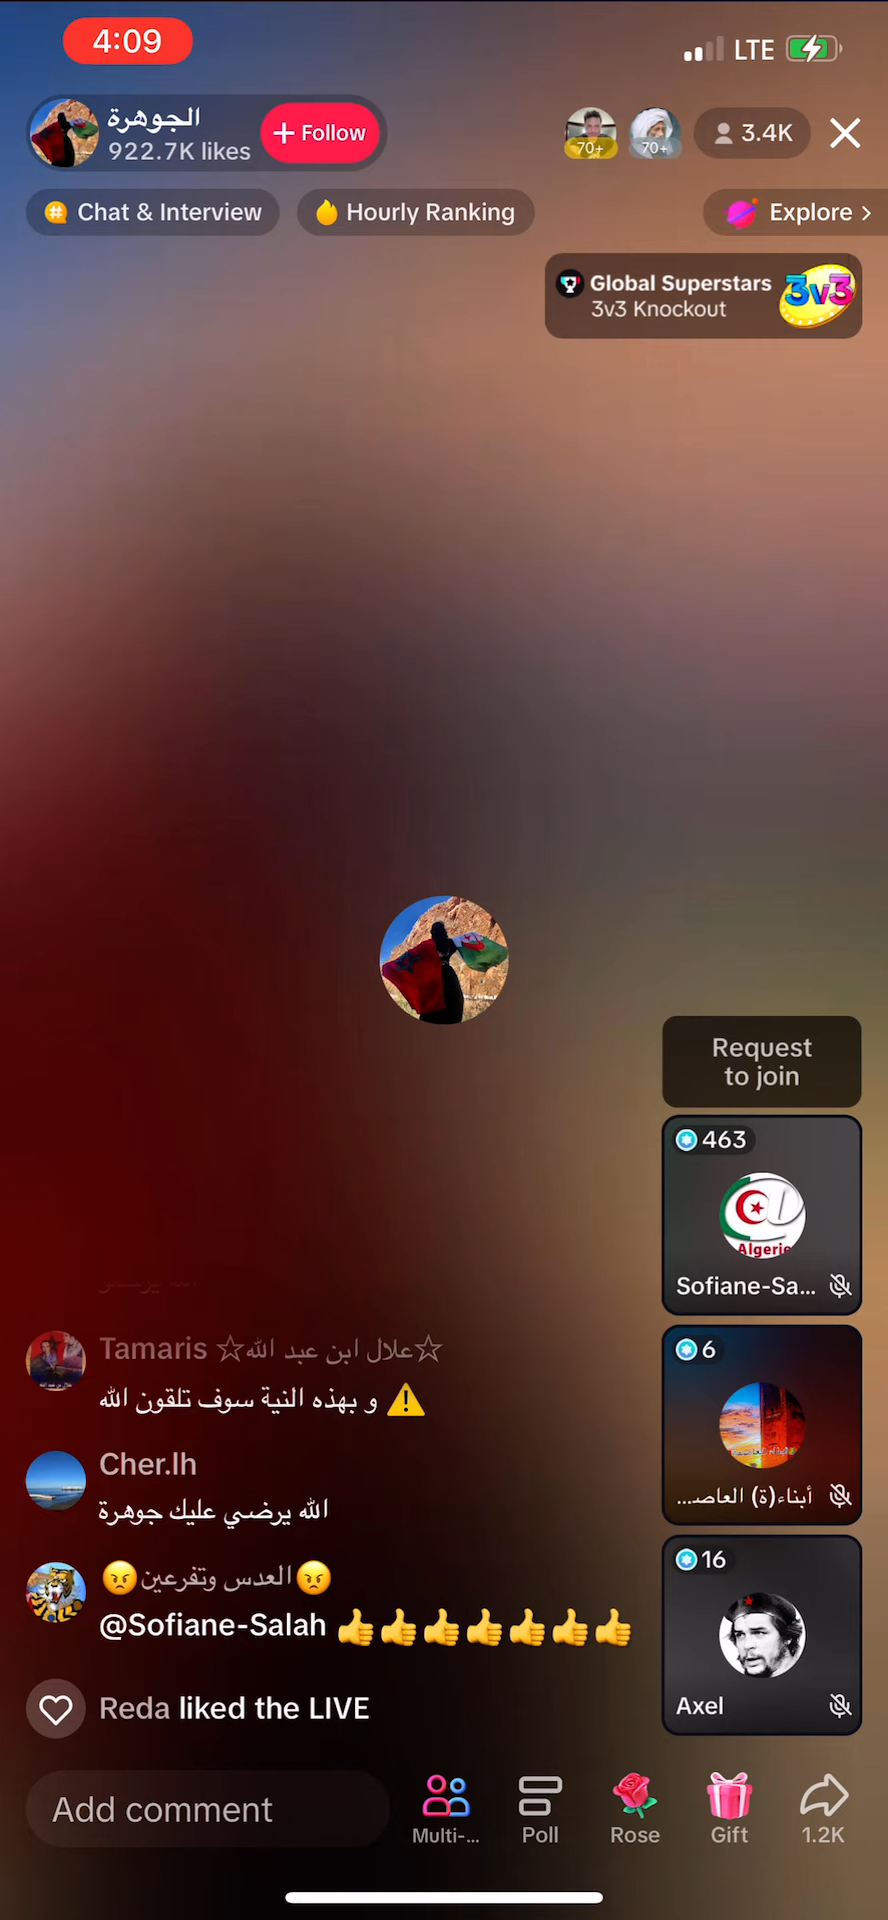 4:09
LTE
الجوهرة
922.7K likes
+ Follow
70+
70+
3.4K
Chat & Interview
Hourly Ranking
Explore >
Global Superstars
3v3 Knockout
3v3
Request
to join
463
Algerie
Sofiane-Sa...
6
أبناء(ة) العاصـ...
16
Axel
Tamaris ☆علال ابن عبد الله☆
⚠️ و بهذه النية سوف تلقون الله
Cher.lh
الله يرضي عليك جوهرة
😠العدس وتفرعين😠
@Sofiane-Salah 👍👍👍👍👍👍👍
Reda liked the LIVE
Add comment
Multi-...
Poll
Rose
Gift
1.2K